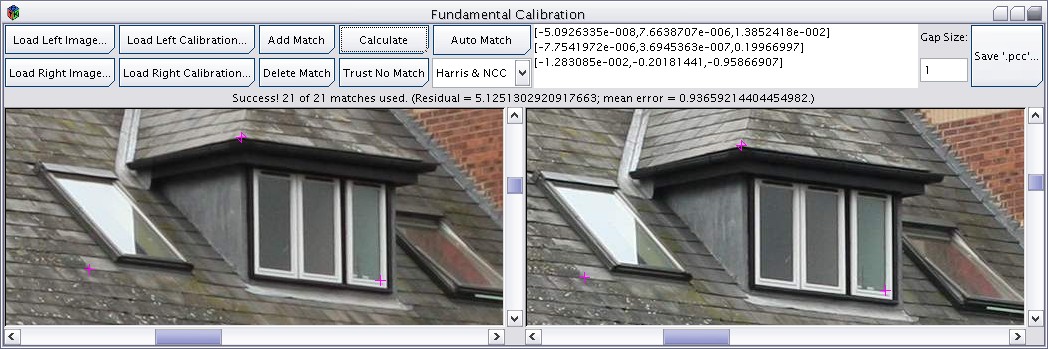 Fundamental Calibration
Load Left Image... Load Left Calibration... Add Match Calculate Auto Match
Load Right Image... Load Right Calibration... Delete Match Trust No Match Harris & NCC
[-5.0926335e-008,7.6638707e-006,1.3852418e-002]
[-7.7541972e-006,3.6945363e-007,0.19966997]
[-1.283085e-002,-0.20181441,-0.95866907]
Gap Size:
1
Save '.pcc'...
Success! 21 of 21 matches used. (Residual = 5.1251302920917663; mean error = 0.93659214404454982.)